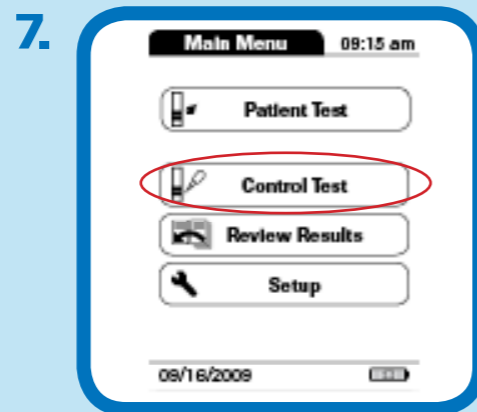 7.
Main Menu 09:15 am
Patient Test
Control Test
Review Results
Setup
09/16/2009